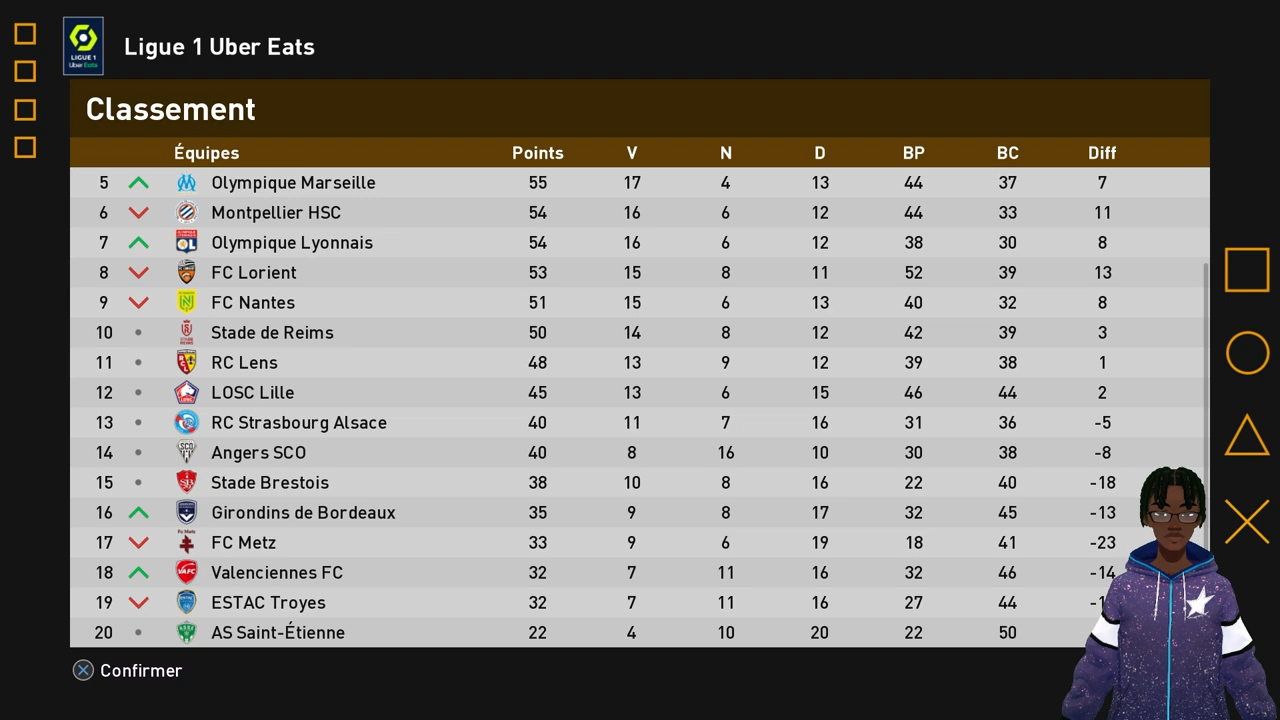 LIGUE 1
Uber Eats
Ligue 1 Uber Eats
Classement
Équipes Points V N D BP BC Diff
5 Olympique Marseille 55 17 4 13 44 37 7
6 Montpellier HSC 54 16 6 12 44 33 11
7 Olympique Lyonnais 54 16 6 12 38 30 8
8 FC Lorient 53 15 8 11 52 39 13
9 FC Nantes 51 15 6 13 40 32 8
10 Stade de Reims 50 14 8 12 42 39 3
11 RC Lens 48 13 9 12 39 38 1
12 LOSC Lille 45 13 6 15 46 44 2
13 RC Strasbourg Alsace 40 11 7 16 31 36 -5
14 Angers SCO 40 8 16 10 30 38 -8
15 Stade Brestois 38 10 8 16 22 40 -18
16 Girondins de Bordeaux 35 9 8 17 32 45 -13
17 FC Metz 33 9 6 19 18 41 -23
18 Valenciennes FC 32 7 11 16 32 46 -14
19 ESTAC Troyes 32 7 11 16 27 44
20 AS Saint-Étienne 22 4 10 20 22 50
Confirmer